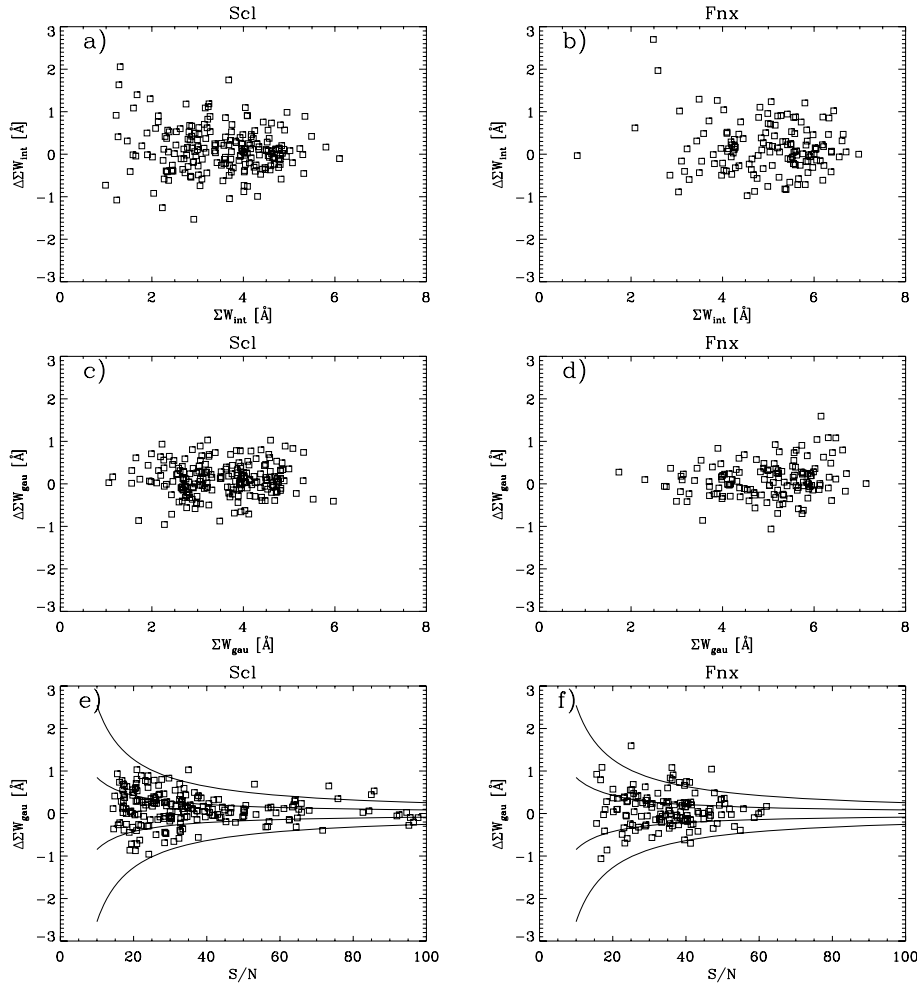 Scl
a)
3
2
1
0
−1
−2
−3
ΔΣW_int [Å]
0 2 4 6 8
ΣW_int [Å]
Fnx
b)
3
2
1
0
−1
−2
−3
ΔΣW_int [Å]
0 2 4 6 8
ΣW_int [Å]
Scl
c)
3
2
1
0
−1
−2
−3
ΔΣW_gau [Å]
0 2 4 6 8
ΣW_gau [Å]
Fnx
d)
3
2
1
0
−1
−2
−3
ΔΣW_gau [Å]
0 2 4 6 8
ΣW_gau [Å]
Scl
e)
3
2
1
0
−1
−2
−3
ΔΣW_gau [Å]
0 20 40 60 80 100
S/N
Fnx
f)
3
2
1
0
−1
−2
−3
ΔΣW_gau [Å]
0 20 40 60 80 100
S/N